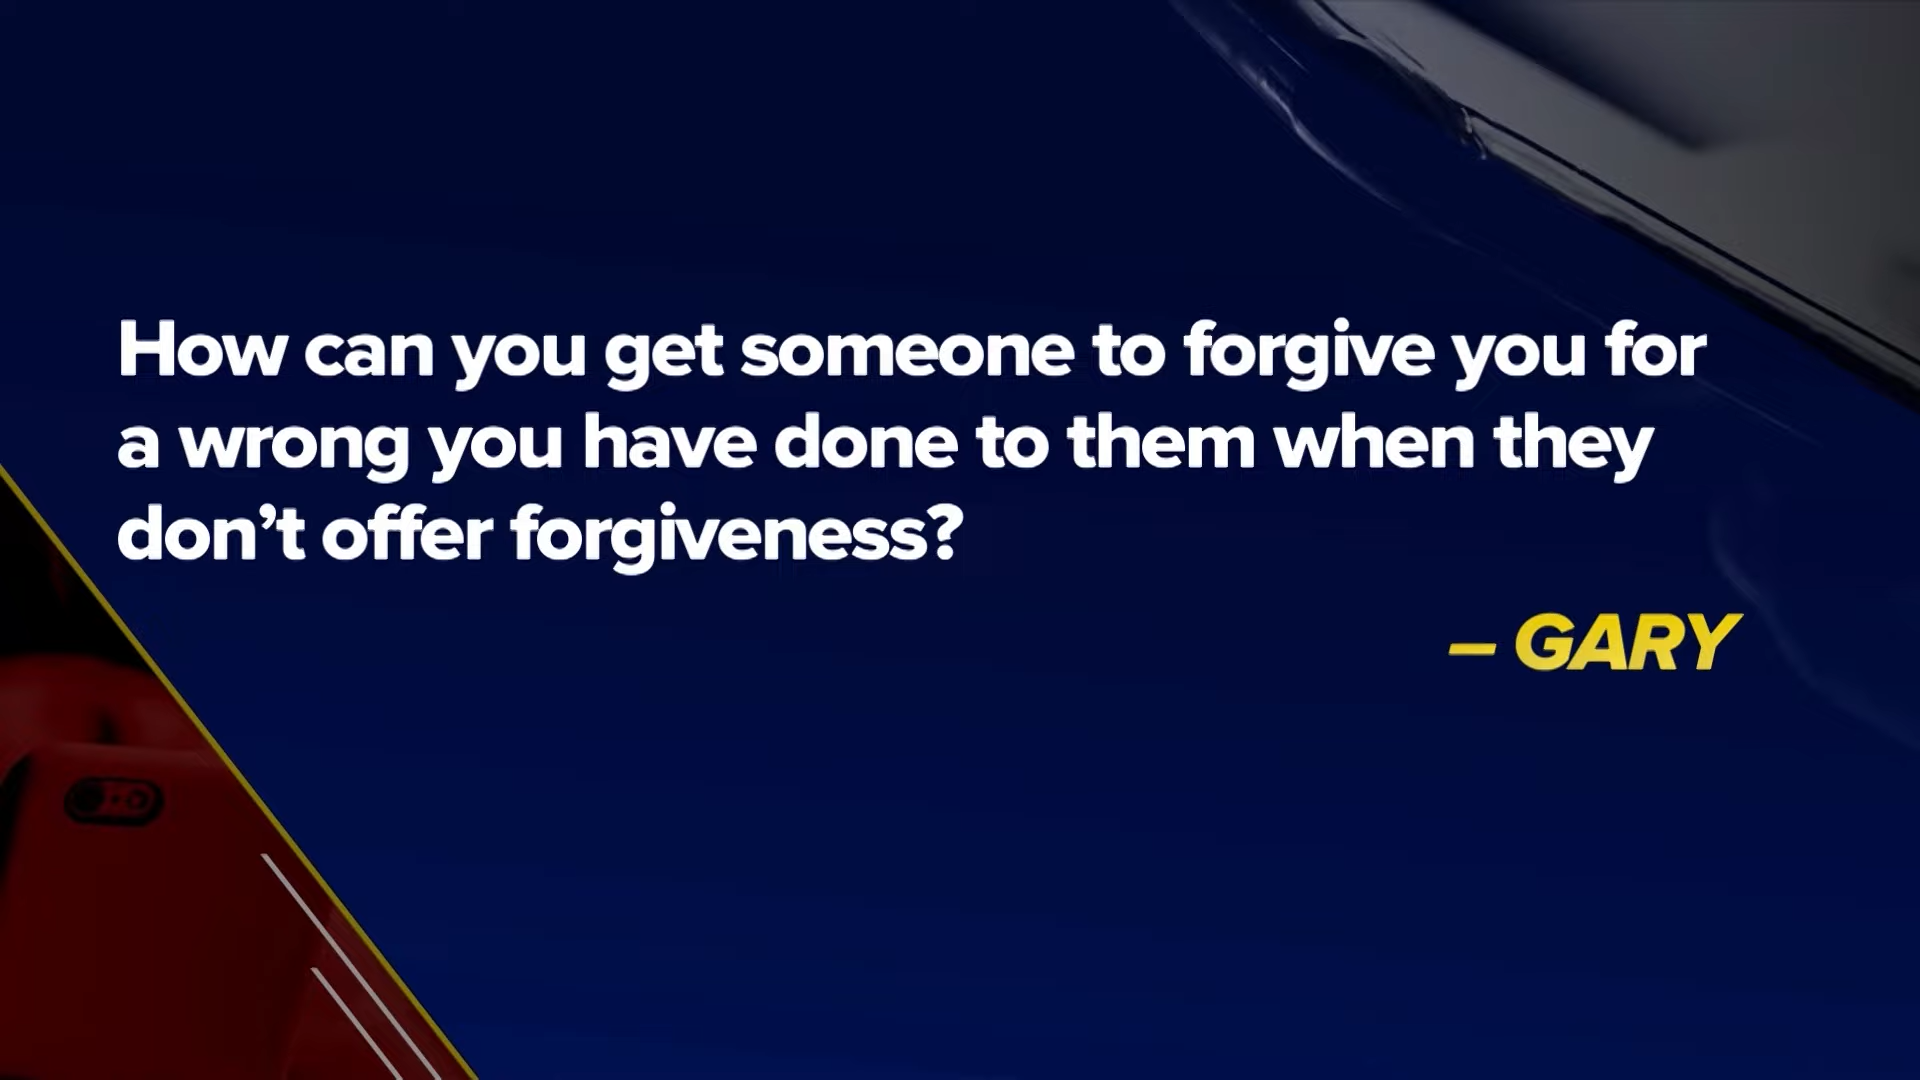 How can you get someone to forgive you for
a wrong you have done to them when they
don’t offer forgiveness?
– GARY